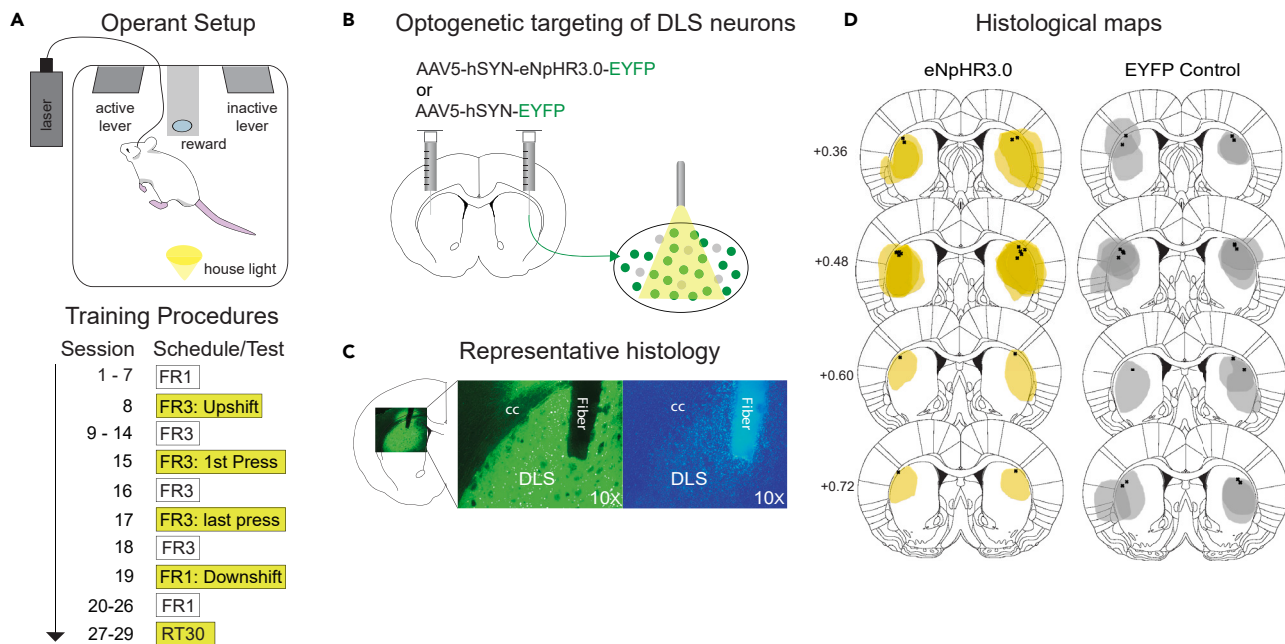 A
Operant Setup
laser
active
lever
inactive
lever
reward
house light
Training Procedures
Session Schedule/Test
1 - 7 FR1
8 FR3: Upshift
9 - 14 FR3
15 FR3: 1st Press
16 FR3
17 FR3: last press
18 FR3
19 FR1: Downshift
20-26 FR1
27-29 RT30
B
Optogenetic targeting of DLS neurons
AAV5-hSYN-eNpHR3.0-EYFP
or
AAV5-hSYN-EYFP
C
Representative histology
cc
Fiber
DLS
10x
cc
Fiber
DLS
10x
D
Histological maps
eNpHR3.0 EYFP Control
+0.36
+0.48
+0.60
+0.72